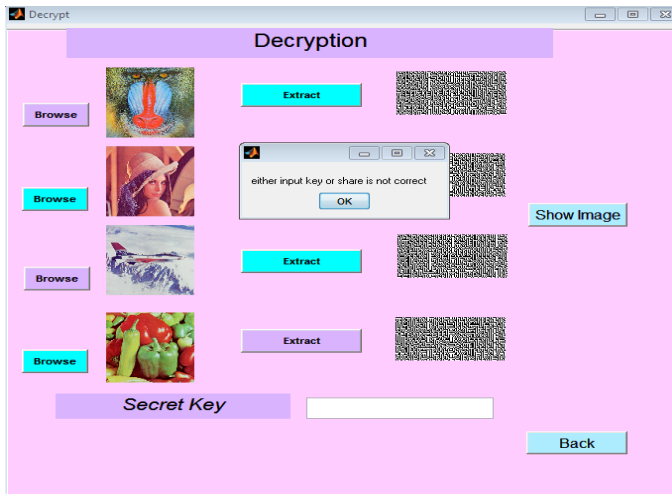 Decrypt
Decryption
Browse
Extract
Browse
either input key or share is not correct
OK
Show Image
Browse
Extract
Browse
Extract
Secret Key
Back